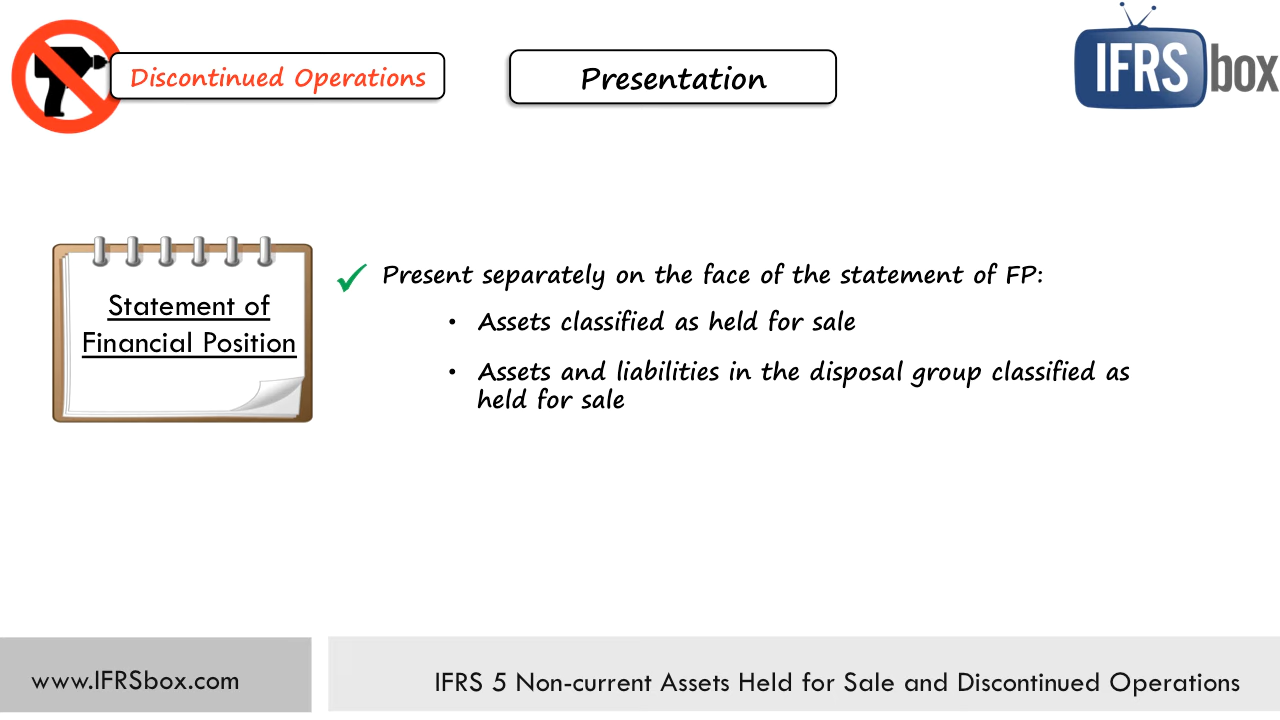 Discontinued Operations
Presentation
IFRS box
Statement of
Financial Position
✓ Present separately on the face of the statement of FP:
• Assets classified as held for sale
• Assets and liabilities in the disposal group classified as
held for sale
www.IFRSbox.com
IFRS 5 Non-current Assets Held for Sale and Discontinued Operations